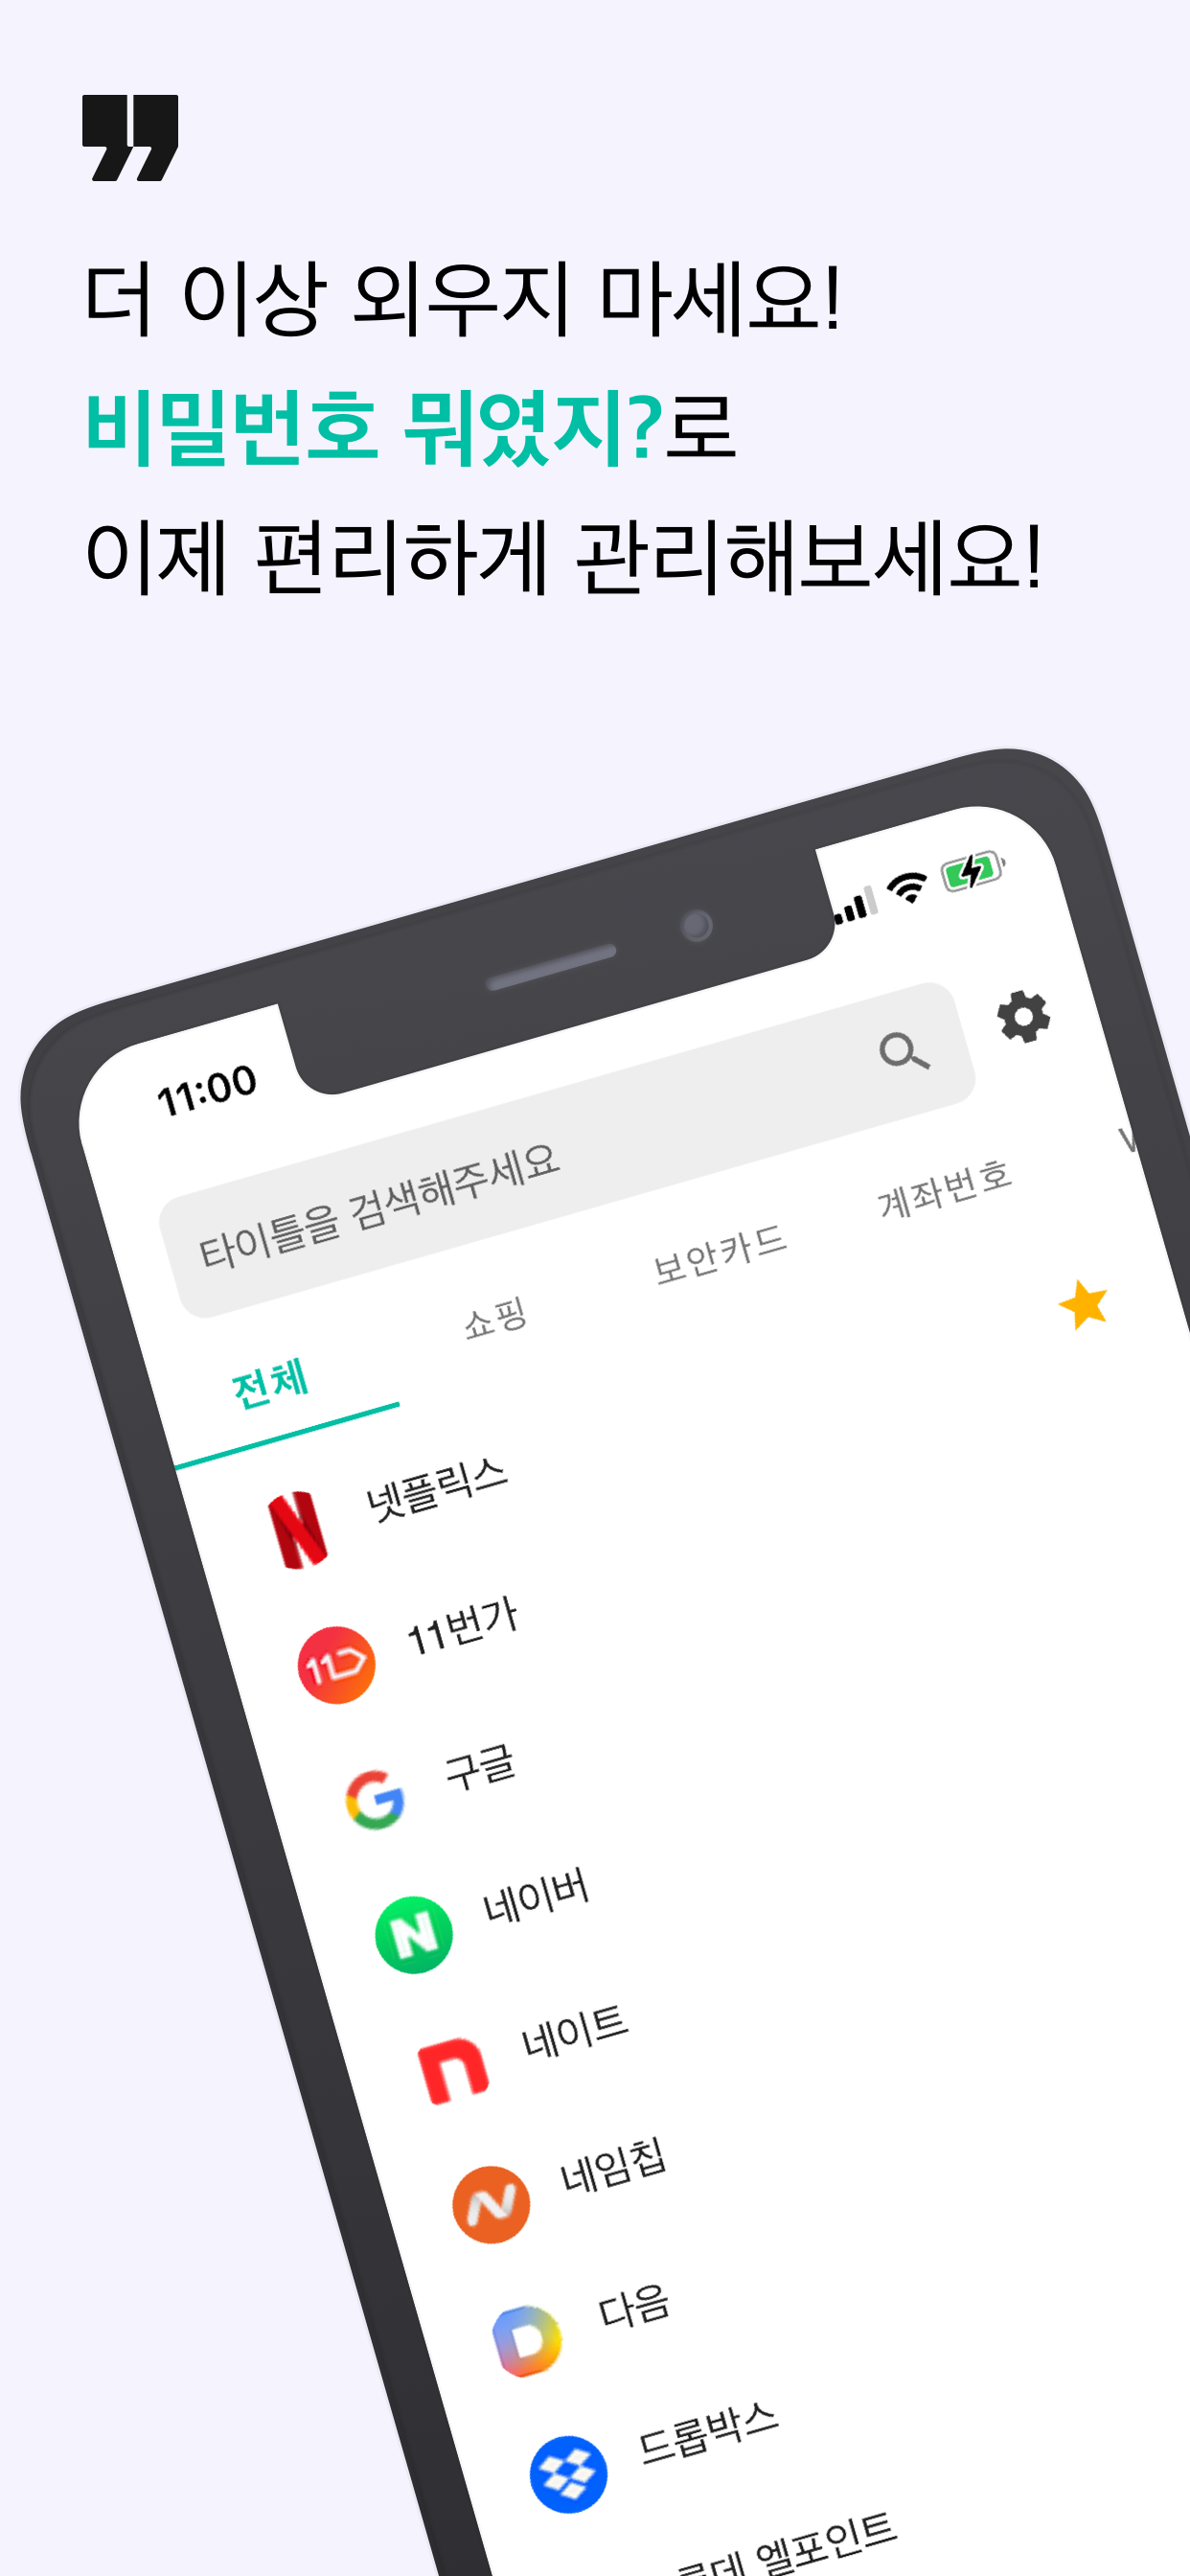 더 이상 외우지 마세요!
비밀번호 뭐였지?로
이제 편리하게 관리해보세요!
11:00
타이틀을 검색해주세요
전체 쇼핑 보안카드 계좌번호
넷플릭스
11번가
구글
네이버
네이트
네임칩
다음
드롭박스
롯데 엘포인트